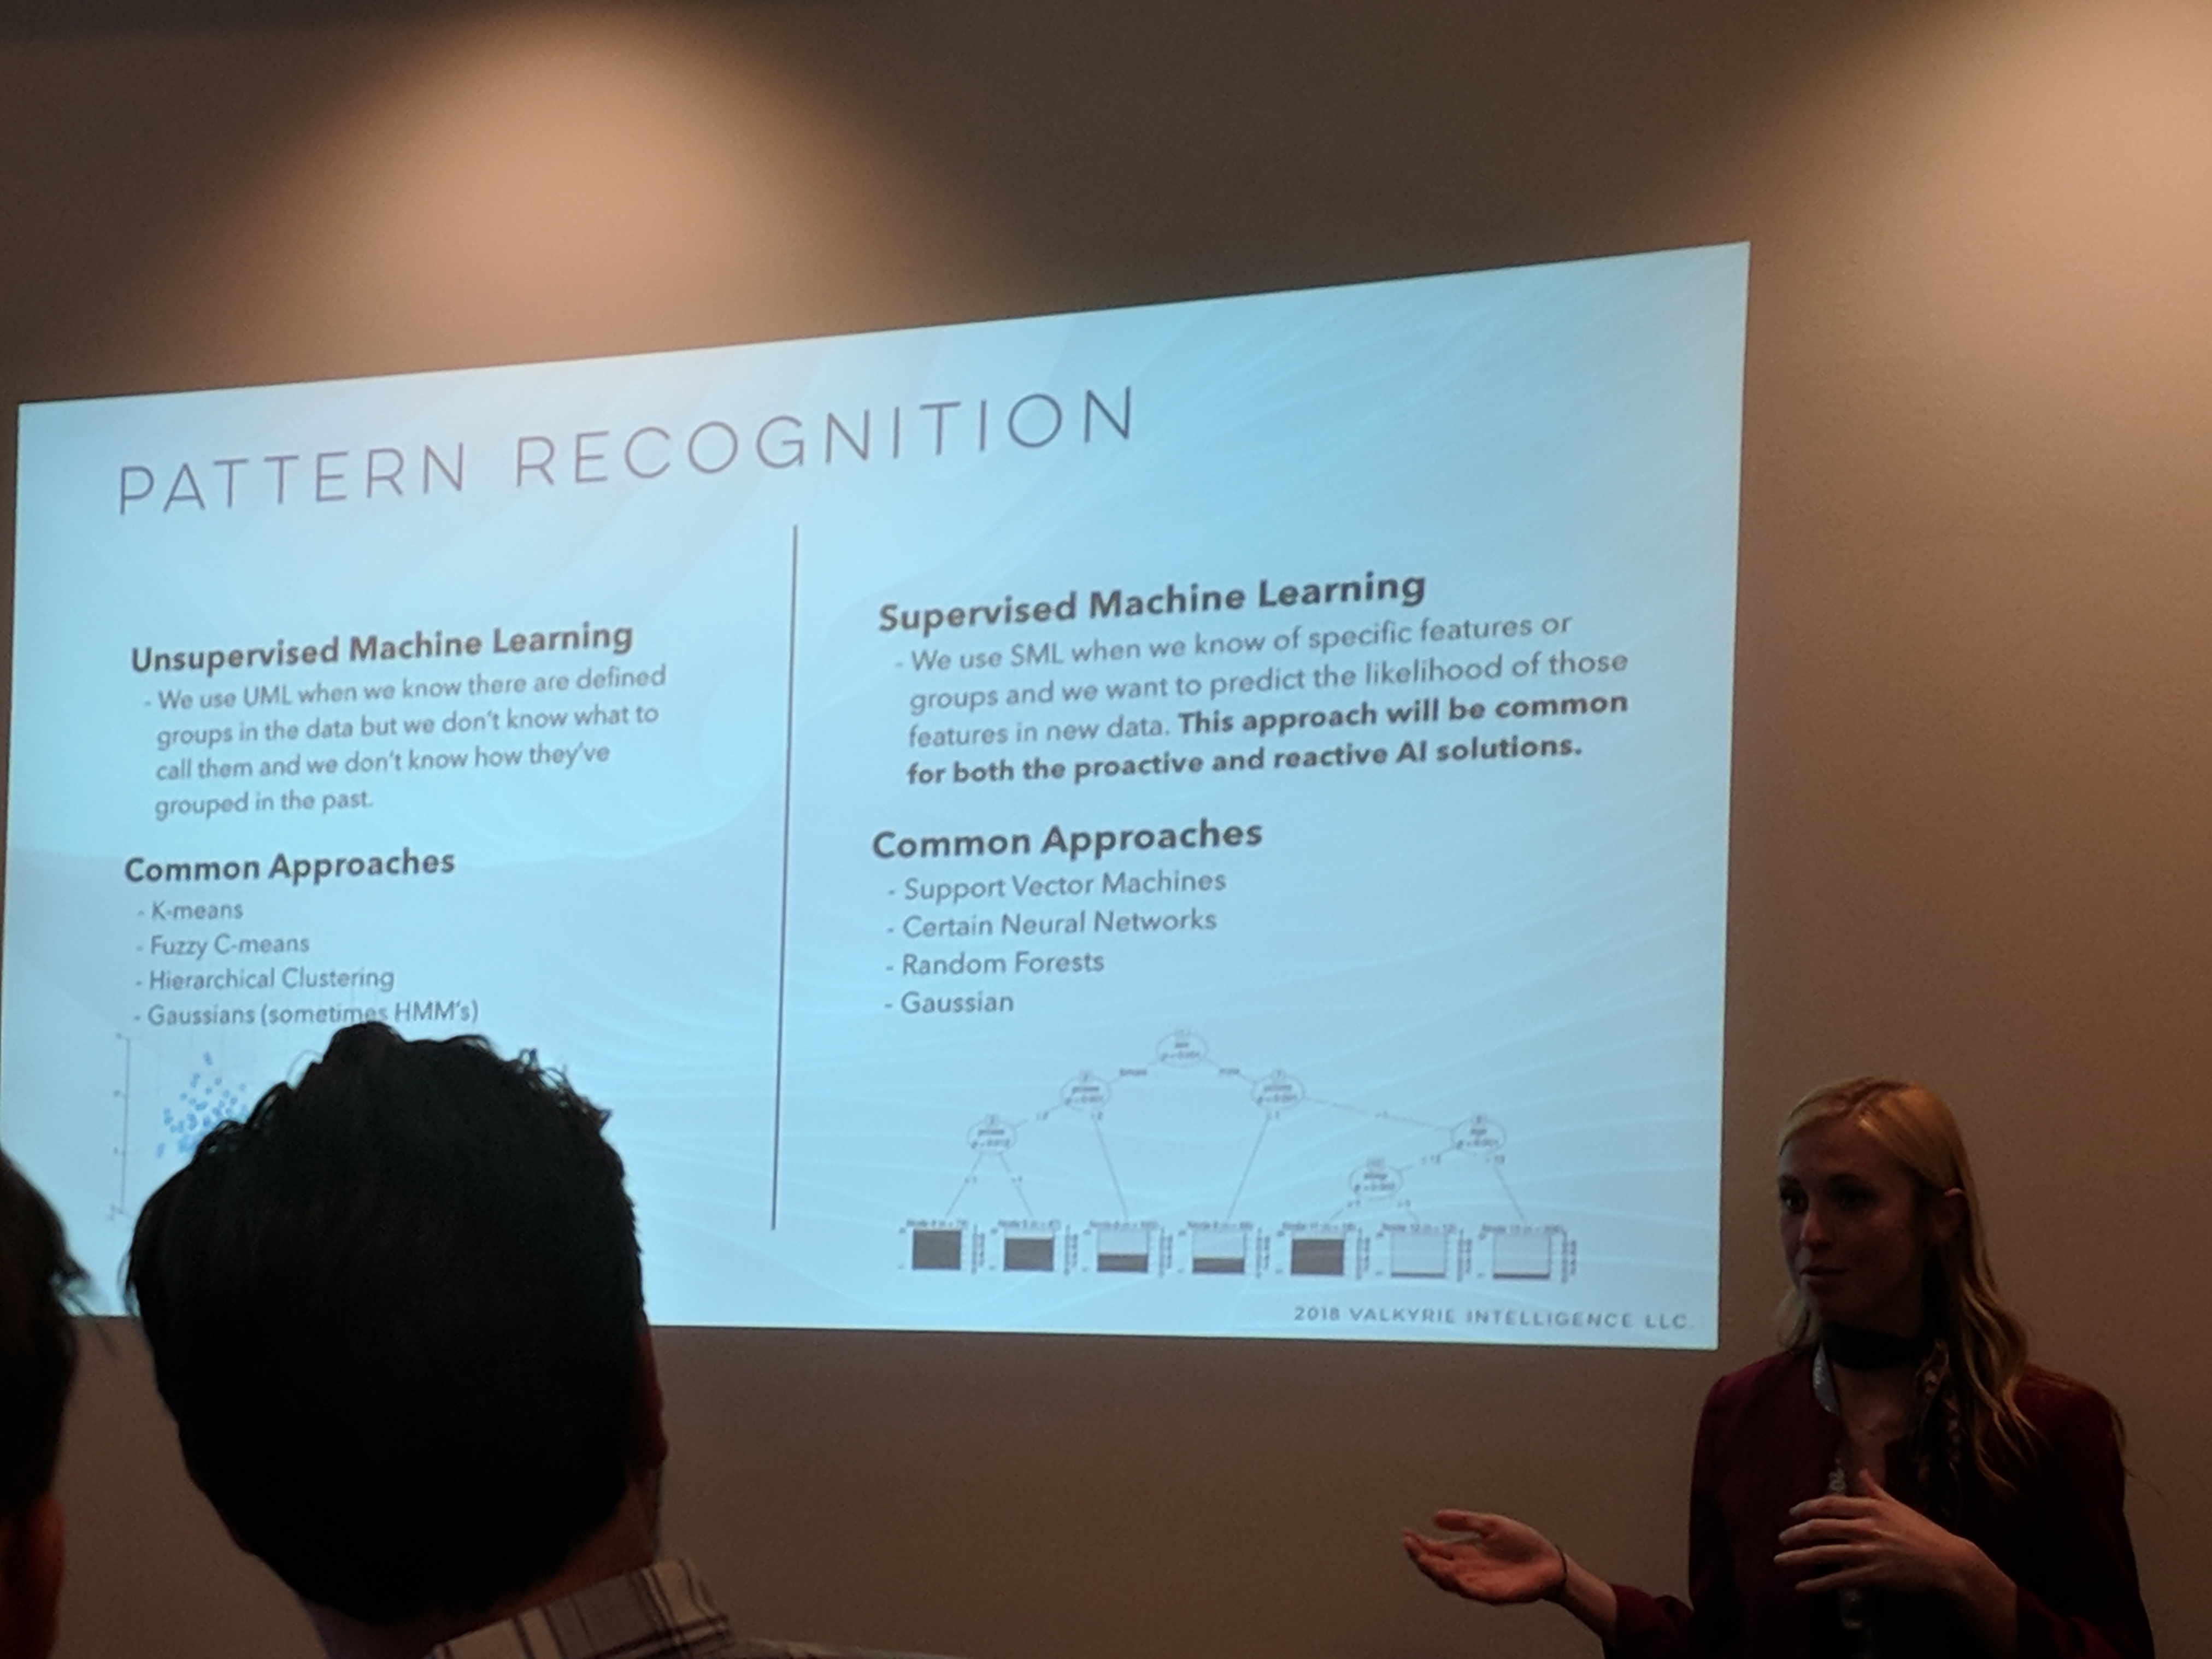 PATTERN RECOGNITION
Unsupervised Machine Learning
- We use UML when we know there are defined
groups in the data but we don't know what to
call them and we don't know how they've
grouped in the past.
Common Approaches
- K-means
- Fuzzy C-means
- Hierarchical Clustering
- Gaussians (sometimes HMM's)
Supervised Machine Learning
- We use SML when we know of specific features or
groups and we want to predict the likelihood of those
features in new data. This approach will be common
for both the proactive and reactive AI solutions.
Common Approaches
- Support Vector Machines
- Certain Neural Networks
- Random Forests
- Gaussian
2018 VALKYRIE INTELLIGENCE LLC